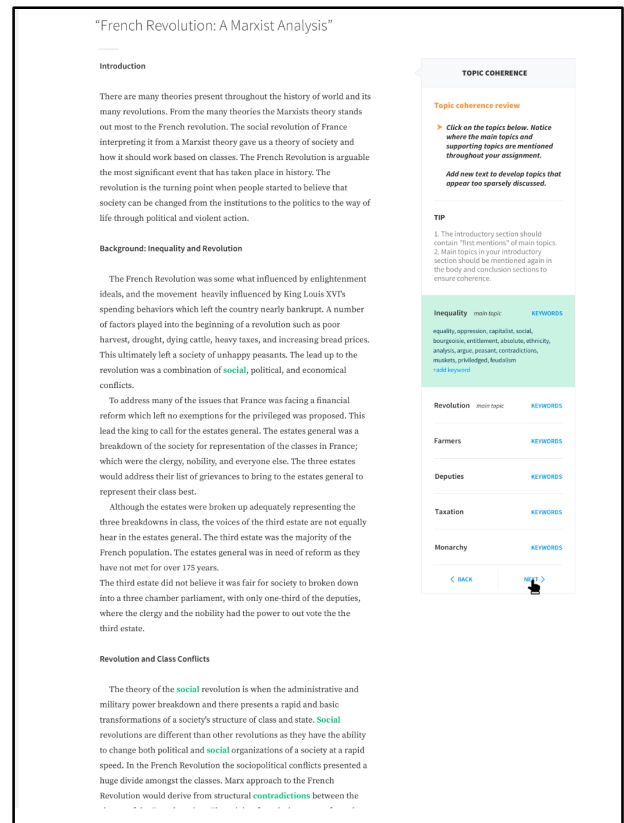 "French Revolution: A Marxist Analysis"
Introduction
There are many theories present throughout the history of world and its
many revolutions. From the many theories the Marxists theory stands
out most to the French revolution. The social revolution of France
interpreting it from a Marxist theory gave us a theory of society and
how it should work based on classes. The French Revolution is arguable
the most significant event that has taken place in history. The
revolution is the turning point when people started to believe that
society can be changed from the institutions to the politics to the way of
life through political and violent action.
Background: Inequality and Revolution
The French Revolution was some what influenced by enlightenment
ideals, and the movement heavily influenced by King Louis XVI's
spending behaviors which left the country nearly bankrupt. A number
of factors played into the beginning of a revolution such as poor
harvest, drought, dying cattle, heavy taxes, and increasing bread prices.
This ultimately left a society of unhappy peasants. The lead up to the
revolution was a combination of social, political, and economical
conflicts.
To address many of the issues that France was facing a financial
reform which left no exemptions for the privileged was proposed. This
lead the king to call for the estates general. The estates general was a
breakdown of the society for representation of the classes in France;
which were the clergy, nobility, and everyone else. The three estates
would address their list of grievances to bring to the estates general to
represent their class best.
Although the estates were broken up adequately representing the
three breakdowns in class, the voices of the third estate are not equally
hear in the estates general. The third estate was the majority of the
French population. The estates general was in need of reform as they
have not met for over 175 years.
The third estate did not believe it was fair for society to broken down
into a three chamber parliament, with only one-third of the deputies,
where the clergy and the nobility had the power to out vote the the
third estate.
Revolution and Class Conflicts
The theory of the social revolution is when the administrative and
military power breakdown and there presents a rapid and basic
transformations of a society's structure of class and state. Social
revolutions are different than other revolutions as they have the ability
to change both political and social organizations of a society at a rapid
speed. In the French Revolution the sociopolitical conflicts presented a
huge divide amongst the classes. Marx approach to the French
Revolution would derive from structural contradictions between the
TOPIC COHERENCE
Topic coherence review
Click on the topics below. Notice
where the main topics and
supporting topics are mentioned
throughout your assignment.
Add new text to develop topics that
appear too sparsely discussed.
TIP
1. The introductory section should
contain "first mentions" of main topics.
2. Main topics in your introductory
section should be mentioned again in
the body and conclusion sections to
ensure coherence.
Inequality main topic KEYWORDS
equality, oppression, capitalist, social,
bourgeoisie, entitlement, absolute, ethnicity,
analysis, argue, peasant, contradictions,
muskets, priviledged, feudalism
+add keyword
Revolution main topic KEYWORDS
Farmers KEYWORDS
Deputies KEYWORDS
Taxation KEYWORDS
Monarchy KEYWORDS
< BACK NEXT >